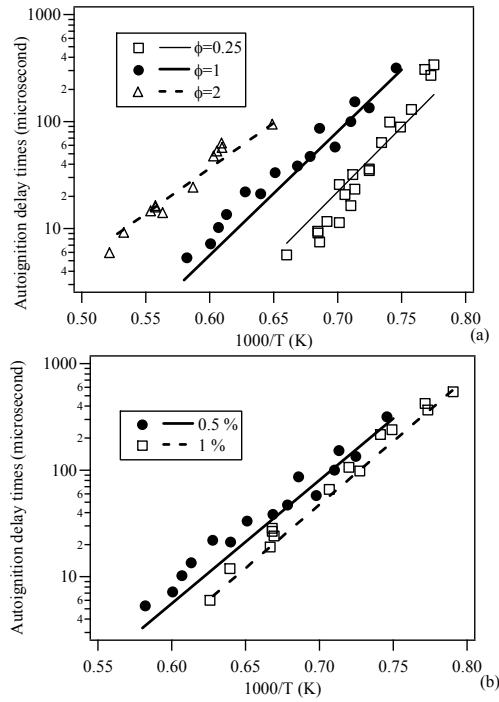 1000
6
4
2
100
6
4
2
10
6
4
Autoignition delay times (microsecond)
ϕ=0.25
ϕ=1
ϕ=2
0.50 0.55 0.60 0.65 0.70 0.75 0.80
1000/T (K)
(a)
1000
6
4
2
100
6
4
2
10
6
4
Autoignition delay times (microsecond)
0.5 %
1 %
0.55 0.60 0.65 0.70 0.75 0.80
1000/T (K)
(b)